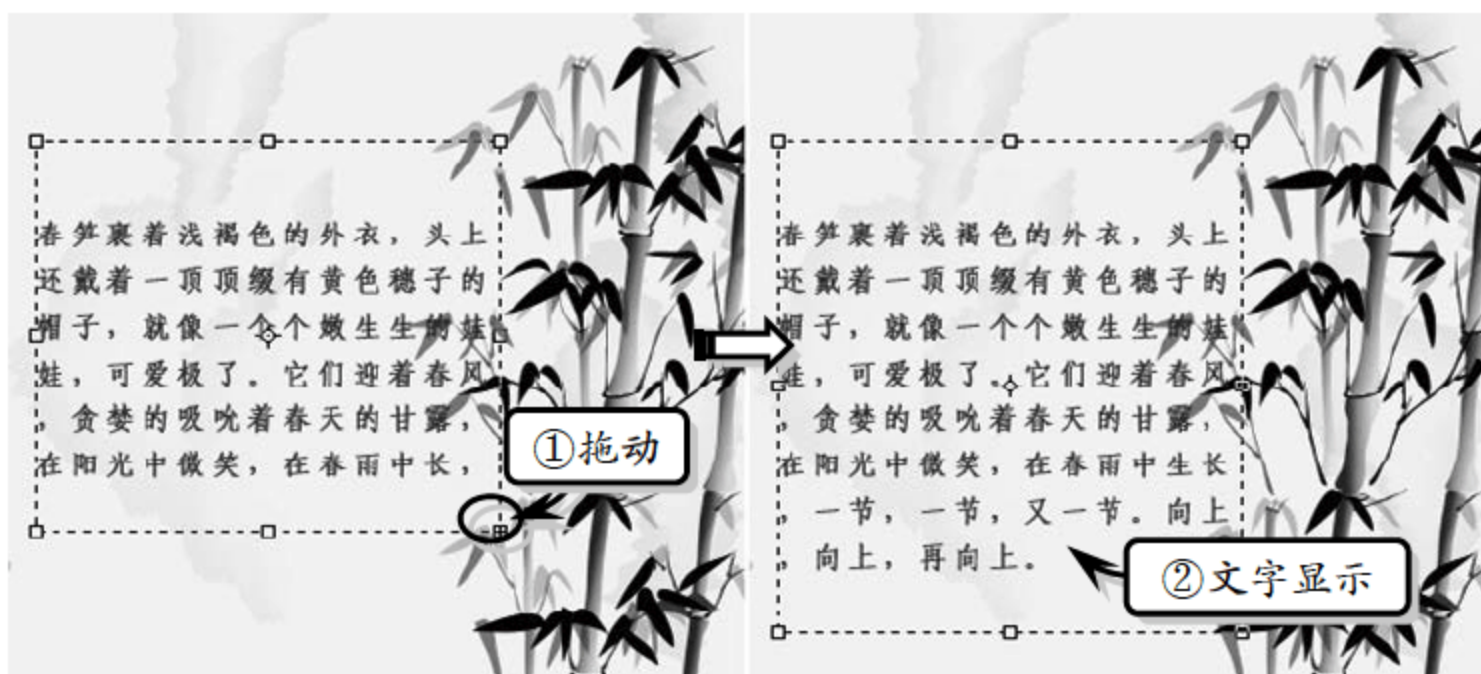 春笋裹着浅褐色的外衣，头上
还戴着一顶顶缀有黄色穗子的
帽子，就像一个个嫩生生的娃
娃，可爱极了。它们迎着春风
，贪婪的吸吮着春天的甘露，
在阳光中微笑，在春雨中长，
①拖动
春笋裹着浅褐色的外衣，头上
还戴着一顶顶缀有黄色穗子的
帽子，就像一个个嫩生生的娃
娃，可爱极了。它们迎着春风
，贪婪的吸吮着春天的甘露，
在阳光中微笑，在春雨中生长
，一节，一节，又一节。向上
，向上，再向上。
②文字显示